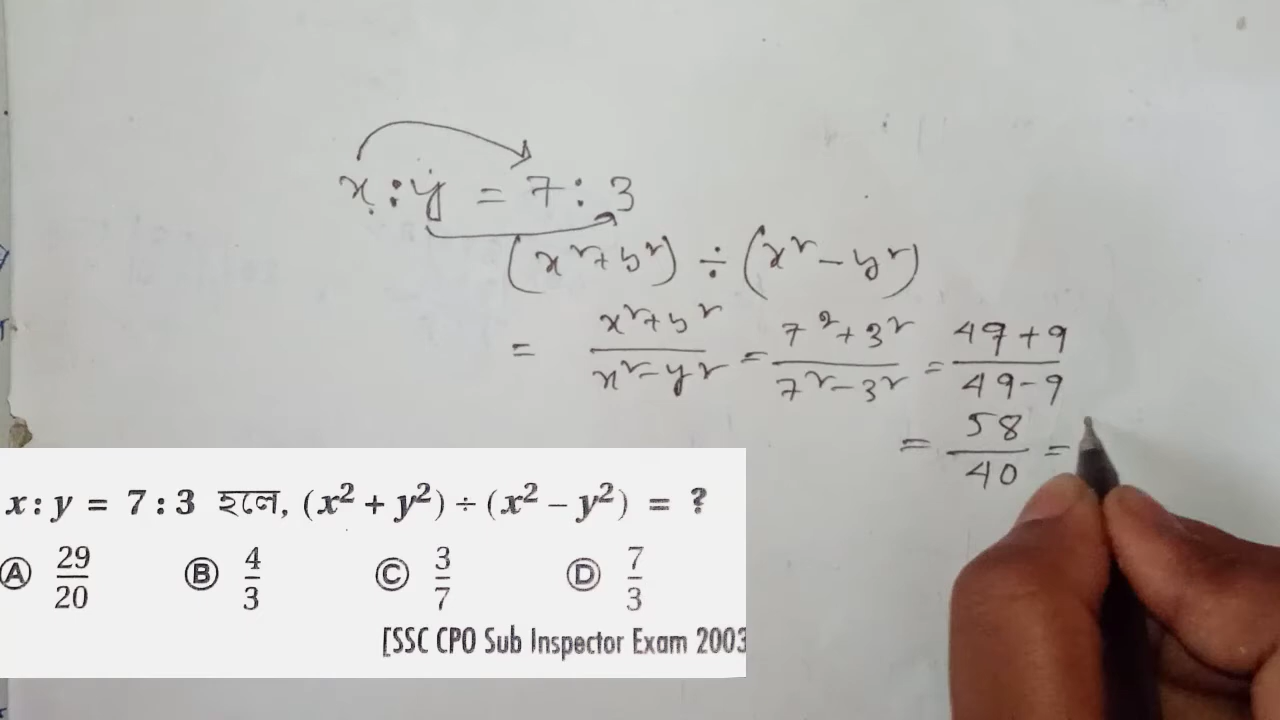 x : y = 7 : 3
(x² + y²) ÷ (x² - y²)
= x² + y² / x² - y² = 7² + 3² / 7² - 3² = 49 + 9 / 49 - 9
= 58 / 40 =
x : y = 7 : 3 হলে, (x² + y²) ÷ (x² – y²) = ?
Ⓐ 29/20 Ⓑ 4/3 Ⓒ 3/7 Ⓓ 7/3
[SSC CPO Sub Inspector Exam 2003